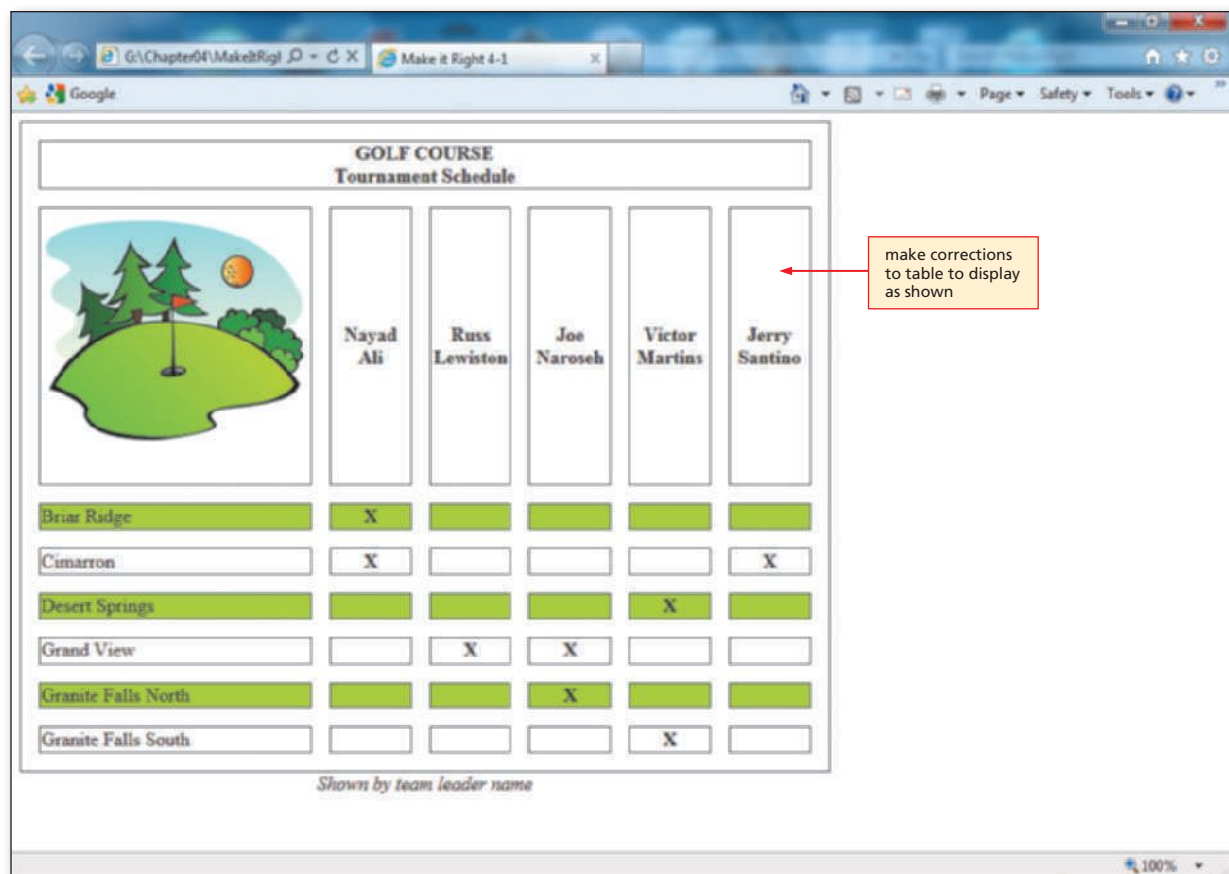 G:\Chapter04\MakeItRigl
Make it Right 4-1
Google
Page Safety Tools
GOLF COURSE
Tournament Schedule
Nayad
Ali
Russ
Lewiston
Joe
Naroseh
Victor
Martins
Jerry
Santino
make corrections
to table to display
as shown
Briar Ridge X
Cimarron X X
Desert Springs X
Grand View X X
Granite Falls North X
Granite Falls South X
Shown by team leader name
100%